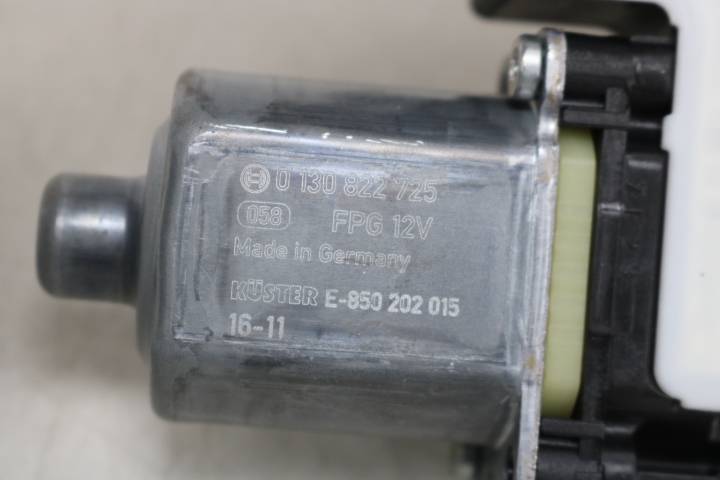 0 130 822 725
058 FPG 12V
Made in Germany
KÜSTER E-850 202 015
16-11